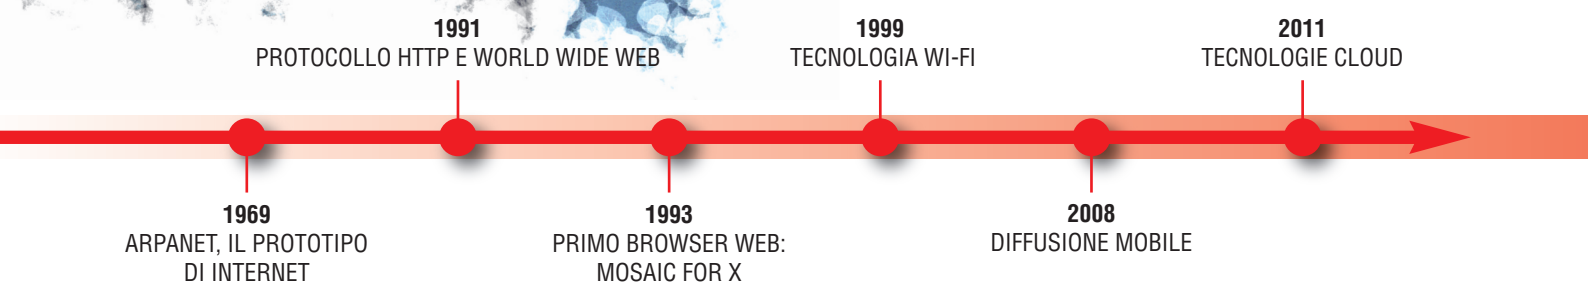 1991
PROTOCOLLO HTTP E WORLD WIDE WEB
1999
TECNOLOGIA WI-FI
2011
TECNOLOGIE CLOUD
1969
ARPANET, IL PROTOTIPO
DI INTERNET
1993
PRIMO BROWSER WEB:
MOSAIC FOR X
2008
DIFFUSIONE MOBILE